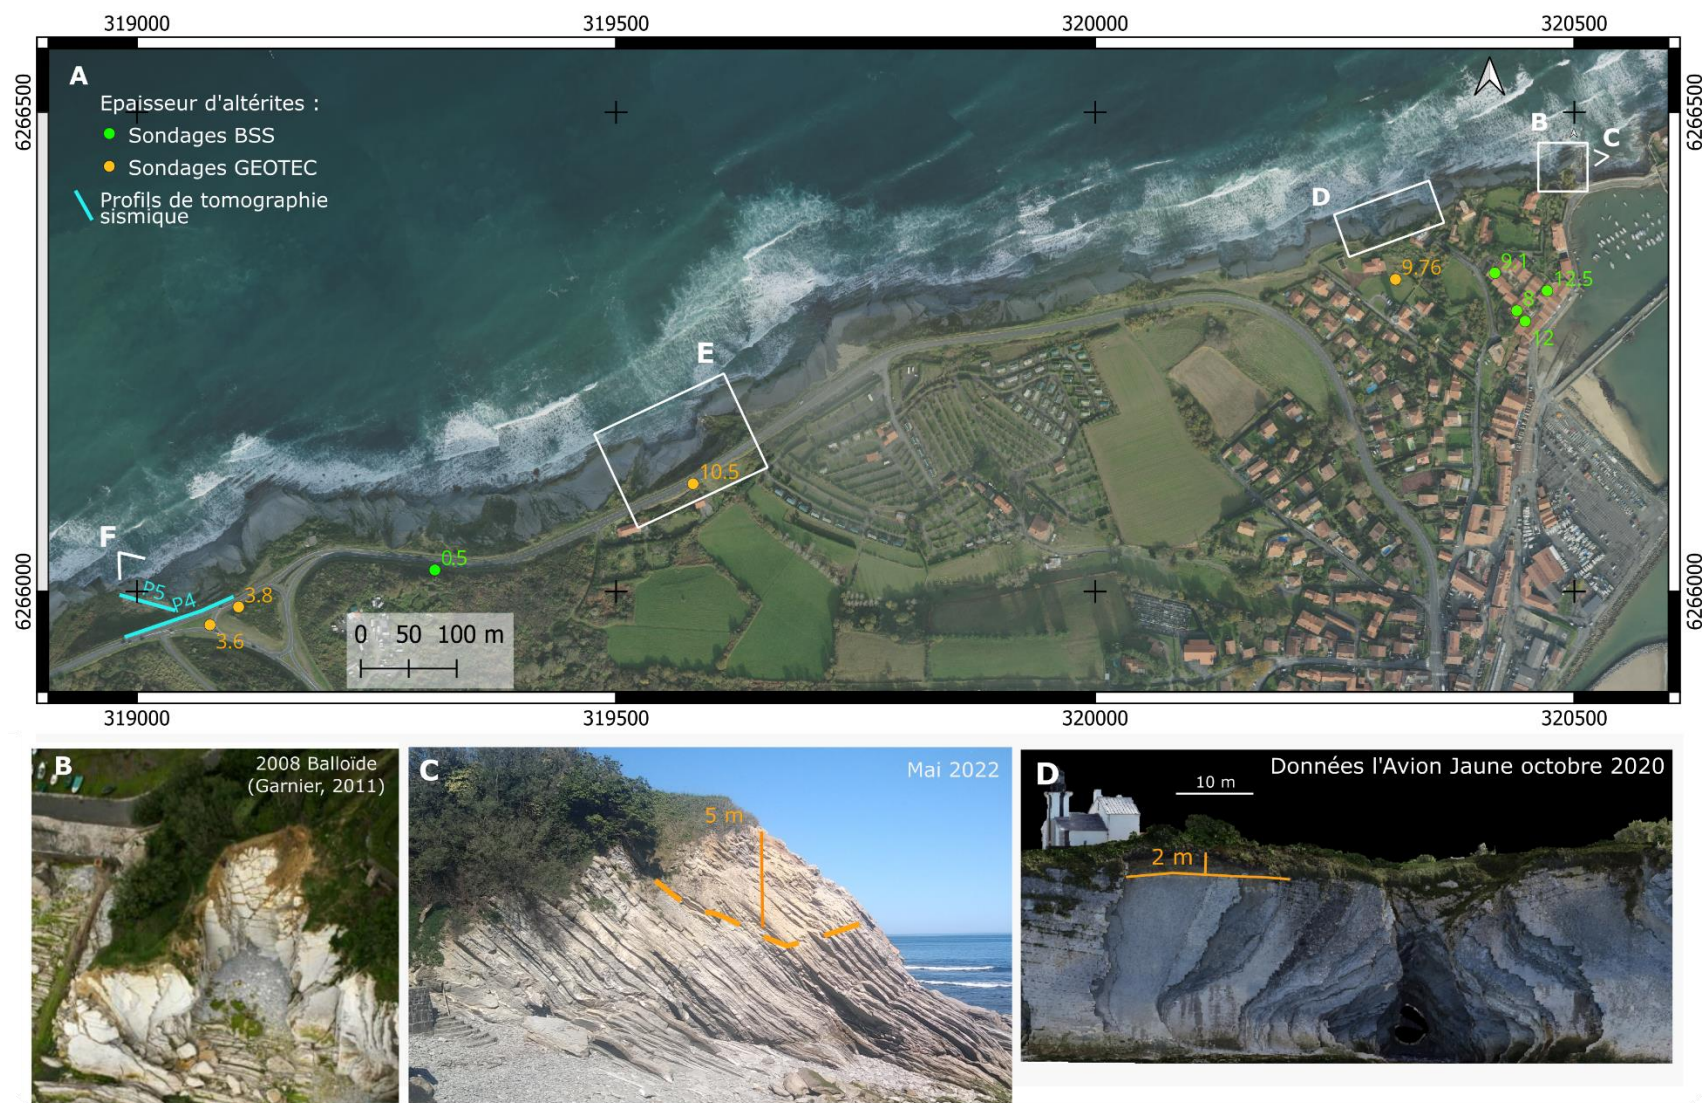 319000
319500
320000
320500
6266500
6266500
A
Epaisseur d'altérites :
Sondages BSS
Sondages GEOTEC
Profils de tomographie
sismique
B
C
D
9.76
9.1
12.5
8
12
E
10.5
F
0.5
P5
P4
3.8
3.6
6266000
6266000
0 50 100 m
319000
319500
320000
320500
B
2008 Balloïde
(Garnier, 2011)
C
Mai 2022
5 m
D
Données l'Avion Jaune octobre 2020
10 m
2 m